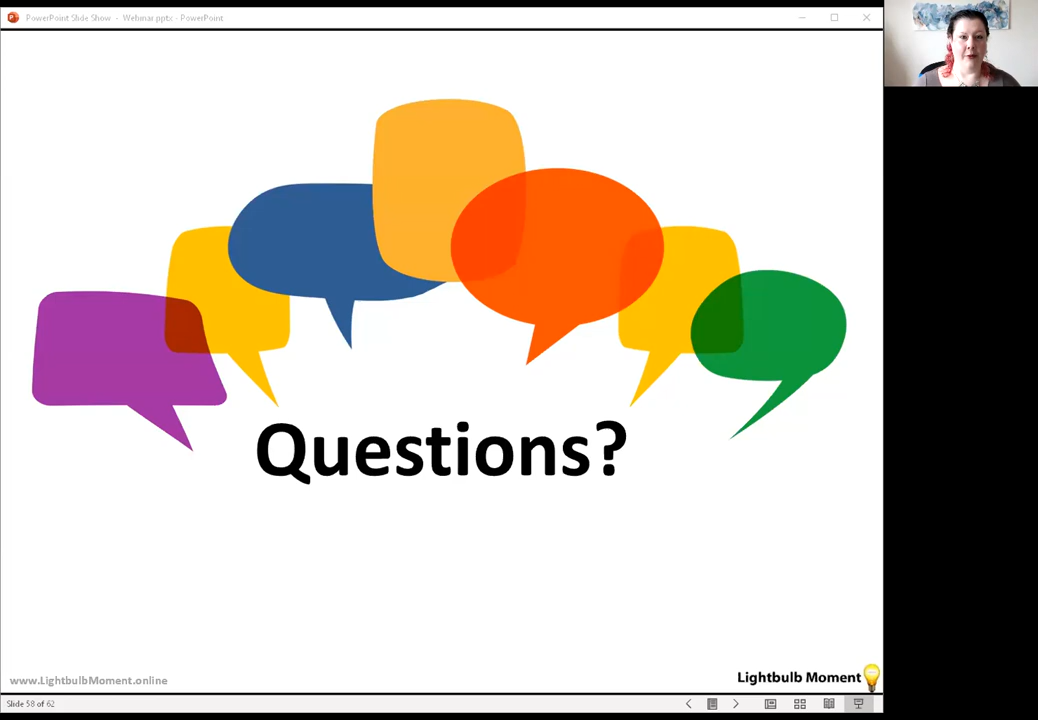 PowerPoint Slide Show - Webinar.pptx - PowerPoint
Questions?
www.LightbulbMoment.online
Lightbulb Moment
Slide 58 of 62